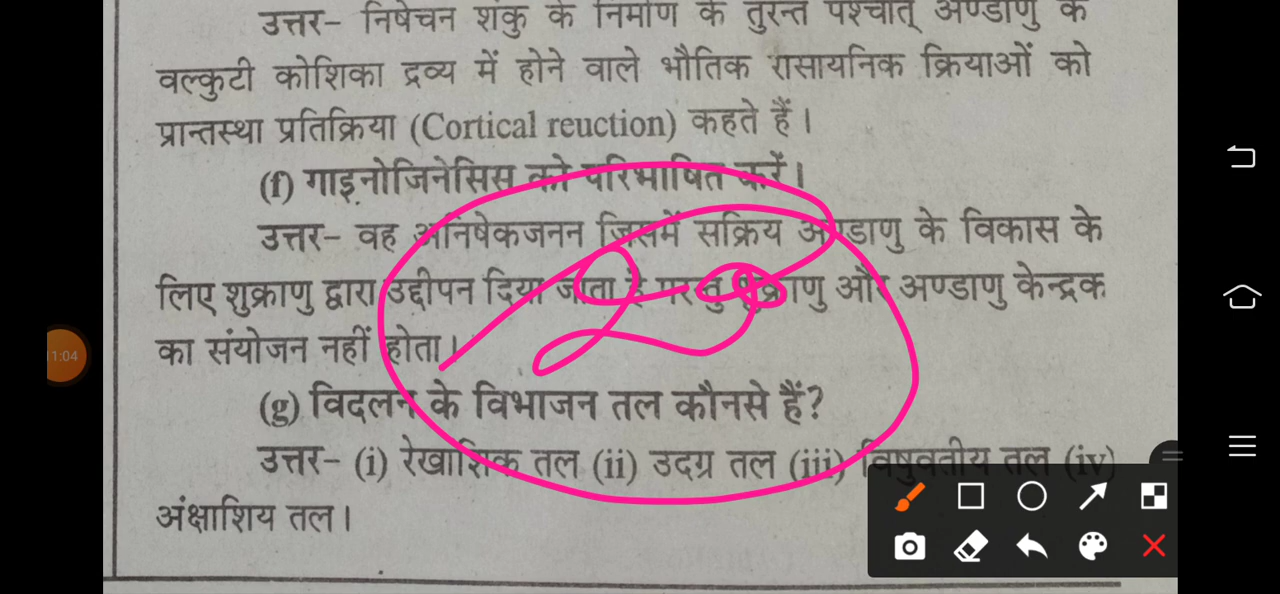 उत्तर– निषेचन शंकु के निर्माण के तुरन्त पश्चात् अण्डाणु के
वल्कुटी कोशिका द्रव्य में होने वाले भौतिक रासायनिक क्रियाओं को
प्रान्तस्था प्रतिक्रिया (Cortical reuction) कहते हैं।
(f) गाइनोजिनेसिस को परिभाषित करें।
उत्तर– वह अनिषेकजनन जिसमें सक्रिय अण्डाणु के विकास के
लिए शुक्राणु द्वारा उद्दीपन दिया जाता है परन्तु शुक्राणु और अण्डाणु केन्द्रक
का संयोजन नहीं होता।
(g) विदलन के विभाजन तल कौनसे हैं?
उत्तर– (i) रेखांशिक तल (ii) उदग्र तल (iii) विषुवतीय तल (iv)
अंक्षाशिय तल।
11:04